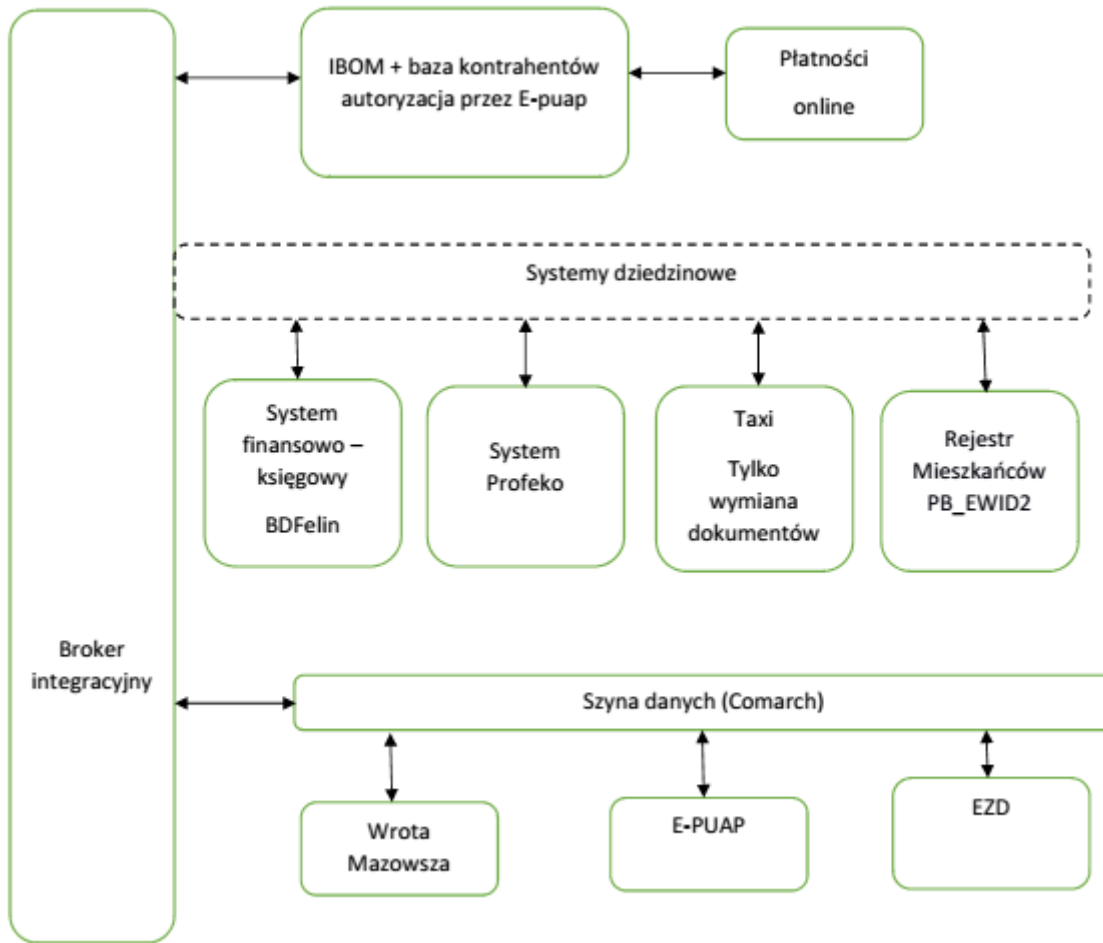 IBOM + baza kontrahentów
autoryzacja przez E-puap
Płatności
online
Systemy dziedzinowe
System
finansowo –
księgowy
BDFelin
System
Profeko
Taxi
Tylko
wymiana
dokumentów
Rejestr
Mieszkańców
PB_EWID2
Broker
integracyjny
Szyna danych (Comarch)
Wrota
Mazowsza
E-PUAP
EZD